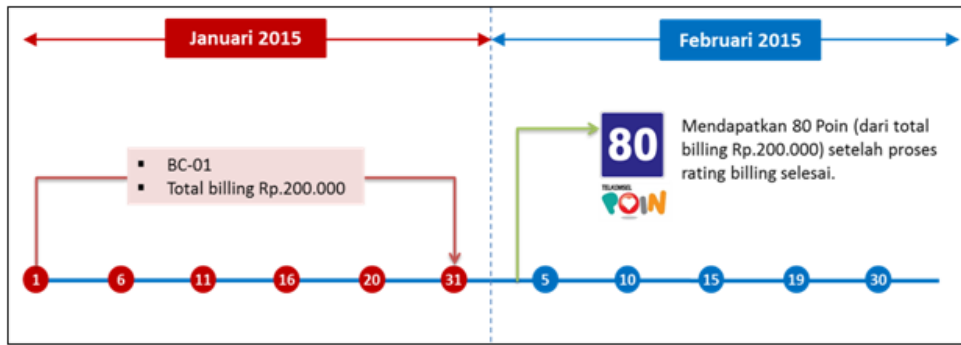 Januari 2015
Februari 2015
▪ BC-01
▪ Total billing Rp.200.000
80
TELKOMSEL
POIN
Mendapatkan 80 Poin (dari total
billing Rp.200.000) setelah proses
rating billing selesai.
1 6 11 16 20 31 5 10 15 19 30